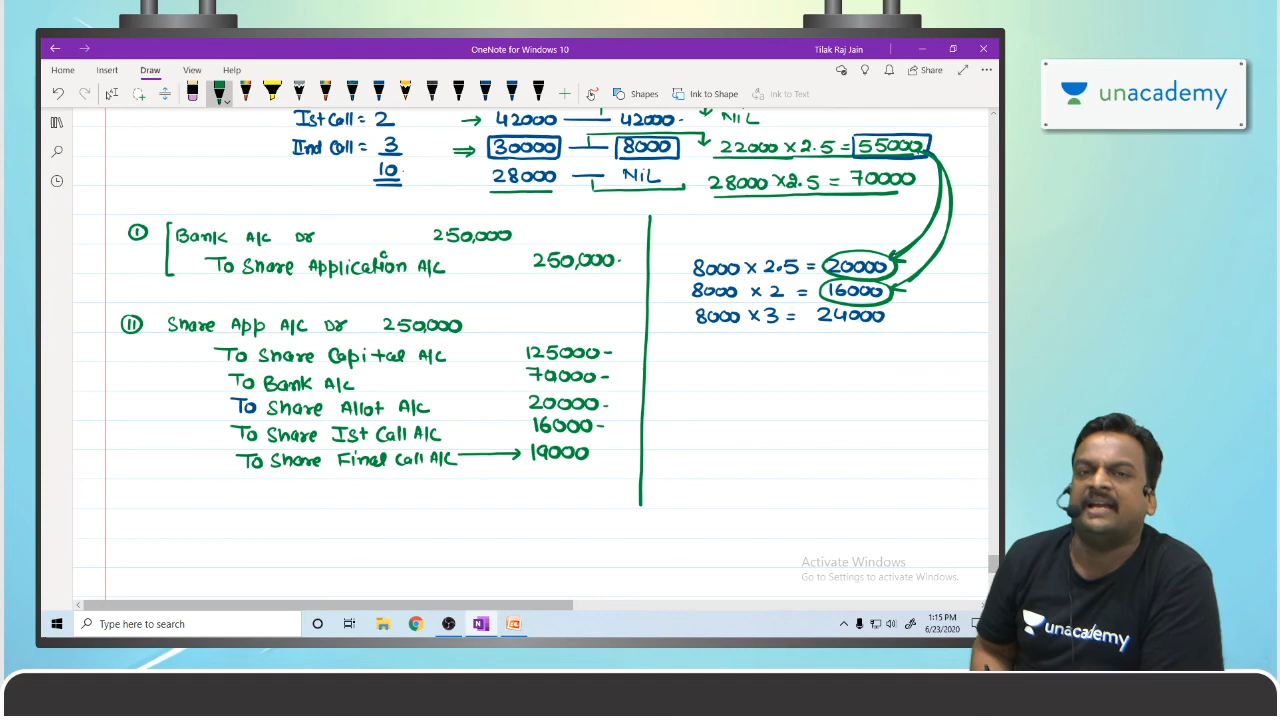 OneNote for Windows 10
Tilak Raj Jain
Home Insert Draw View Help
Share
Shapes Ink to Shape Ink to Text
unacademy
Ist Call = 2 → 42000 — 42000. NIL
IInd Call = 3 ⇒ 30000 — 8000 22000 × 2.5 = 55000
10 28000 — NIL 28000 × 2.5 = 70000
① Bank A/c Dr 250,000
To Share Application A/c 250,000.
8000 × 2.5 = 20000
8000 × 2 = 16000
8000 × 3 = 24000
② Share App A/c Dr 250,000
To Share Capital A/c 125000 -
To Bank A/c 70,000 -
To Share Allot A/c 20000 -
To Share Ist Call A/c 16000 -
To Share Final Call A/c → 19000
Activate Windows
Go to Settings to activate Windows.
Type here to search
1:15 PM
6/23/2020
unacademy